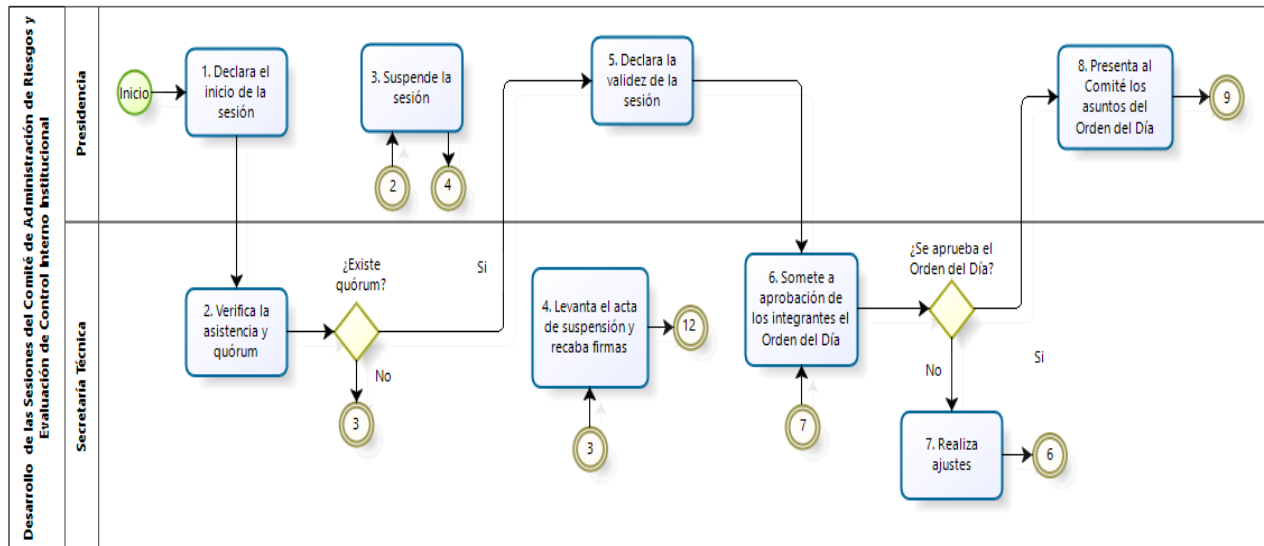 Desarrollo de las Sesiones del Comité de Administración de Riesgos y
Evaluación de Control Interno Institucional
Presidencia
Inicio
1. Declara el
inicio de la
sesión
3. Suspende la
sesión
2
4
5. Declara la
validez de la
sesión
8. Presenta al
Comité los
asuntos del
Orden del Día
9
Secretaría Técnica
2. Verifica la
asistencia y
quórum
¿Existe
quórum?
Si
No
3
4. Levanta el acta
de suspensión y
recaba firmas
12
3
6. Somete a
aprobación de
los integrantes el
Orden del Día
7
¿Se aprueba el
Orden del Día?
No
Si
7. Realiza
ajustes
6